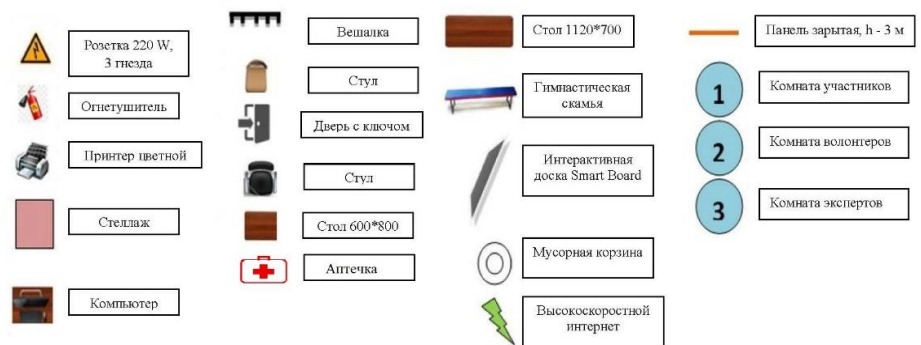 Розетка 220 W,
3 гнезда
Огнетушитель
Принтер цветной
Стеллаж
Компьютер
Вешалка
Стул
Дверь с ключом
Стул
Стол 600*800
Аптечка
Стол 1120*700
Гимнастическая
скамья
Интерактивная
доска Smart Board
Мусорная корзина
Высокоскоростной
интернет
Панель зарытая, h - 3 м
1
Комната участников
2
Комната волонтеров
3
Комната экспертов